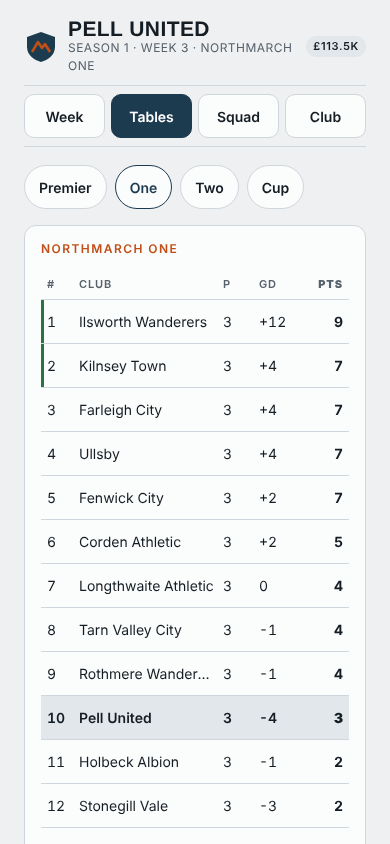 PELL UNITED
SEASON 1 · WEEK 3 · NORTHMARCH
ONE
£113.5K
Week Tables Squad Club
Premier One Two Cup
NORTHMARCH ONE
# CLUB P GD PTS
1 Ilsworth Wanderers 3 +12 9
2 Kilnsey Town 3 +4 7
3 Farleigh City 3 +4 7
4 Ullsby 3 +4 7
5 Fenwick City 3 +2 7
6 Corden Athletic 3 +2 5
7 Longthwaite Athletic 3 0 4
8 Tarn Valley City 3 -1 4
9 Rothmere Wander... 3 -1 4
10 Pell United 3 -4 3
11 Holbeck Albion 3 -1 2
12 Stonegill Vale 3 -3 2